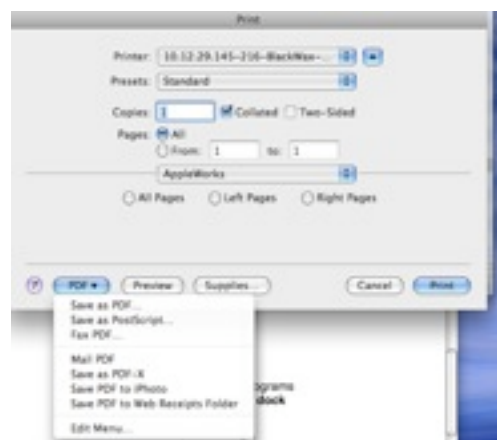 Print
Printer: 10.12.29.145-216-BlackWax-...
Presets: Standard
Copies: 1 Collated Two-Sided
Pages: All
From: 1 to: 1
AppleWorks
All Pages Left Pages Right Pages
? PDF Preview Supplies... Cancel Print
Save as PDF...
Save as PostScript...
Fax PDF...
Mail PDF
Save as PDF-X
Save PDF to iPhoto
Save PDF to Web Receipts Folder
Edit Menu...
ograms
dock